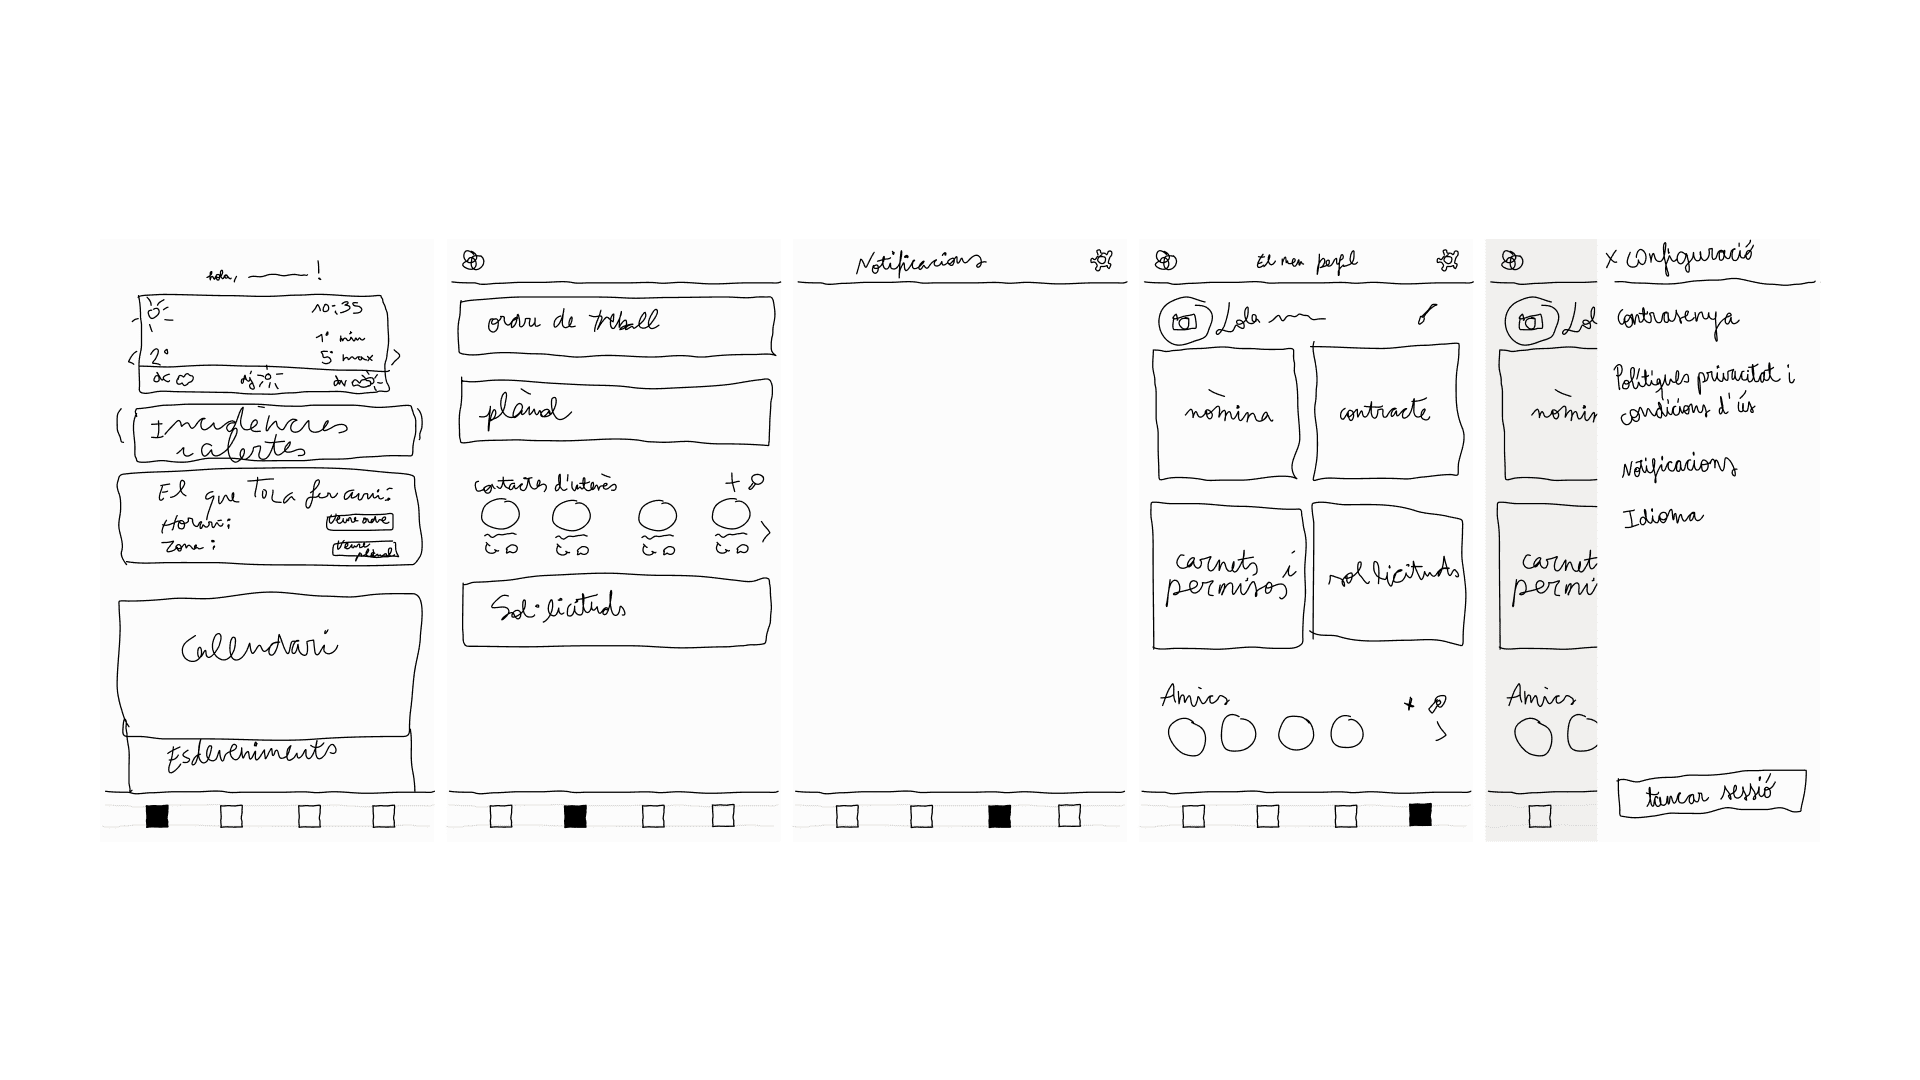 hola, !
10:35
1° min
2°
5° max
dc
dj
dv
Incidències
i alertes
El que TOCA fer avui:
Horari:
Veure ordre
Zona:
Veure plànol
Calendari
Esdeveniments
ordre de treball
plànol
Contactes d'interès
+
Sol·licituds
Notificacions
El meu perfil
Lola
nòmina
contracte
carnets i
permisos
sol·licituds
Amics
+
Lol
nòmin
carnet
permi
Amics
x Configuració
Contrasenya
Polítiques privacitat i
condicions d'ús
Notificacions
Idioma
tancar sessió